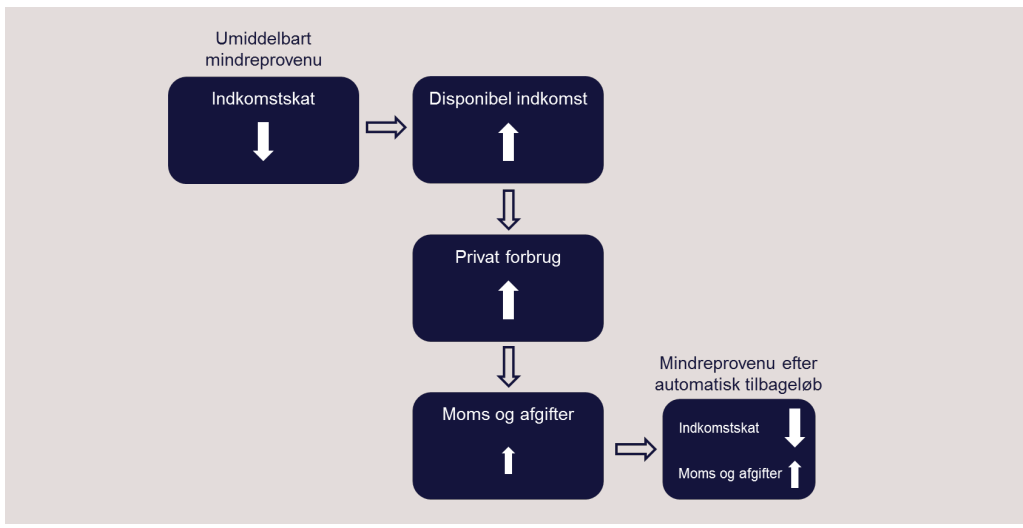 Umiddelbart
mindreprovenu
Indkomstskat
Disponibel indkomst
Privat forbrug
Moms og afgifter
Mindreprovenu efter
automatisk tilbageløb
Indkomstskat
Moms og afgifter